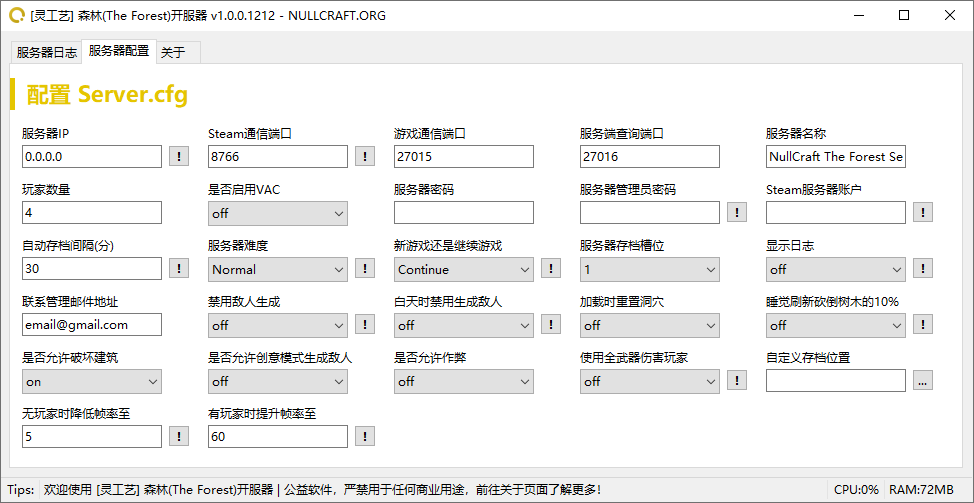 [灵工艺] 森林(The Forest)开服器 v1.0.0.1212 - NULLCRAFT.ORG
服务器日志 服务器配置 关于
配置 Server.cfg
服务器IP Steam通信端口 游戏通信端口 服务端查询端口 服务器名称
0.0.0.0 ! 8766 ! 27015 27016 NullCraft The Forest Se
玩家数量 是否启用VAC 服务器密码 服务器管理员密码 Steam服务器账户
4 off ! !
自动存档间隔(分) 服务器难度 新游戏还是继续游戏 服务器存档槽位 显示日志
30 ! Normal ! Continue ! 1 off !
联系管理邮件地址 禁用敌人生成 白天时禁用生成敌人 加载时重置洞穴 睡觉刷新砍倒树木的10%
email@gmail.com off ! off ! off off !
是否允许破坏建筑 是否允许创意模式生成敌人 是否允许作弊 使用全武器伤害玩家 自定义存档位置
on off off off ! ...
无玩家时降低帧率至 有玩家时提升帧率至
5 ! 60 !
Tips: 欢迎使用 [灵工艺] 森林(The Forest)开服器 | 公益软件，严禁用于任何商业用途，前往关于页面了解更多! CPU:0% RAM:72MB